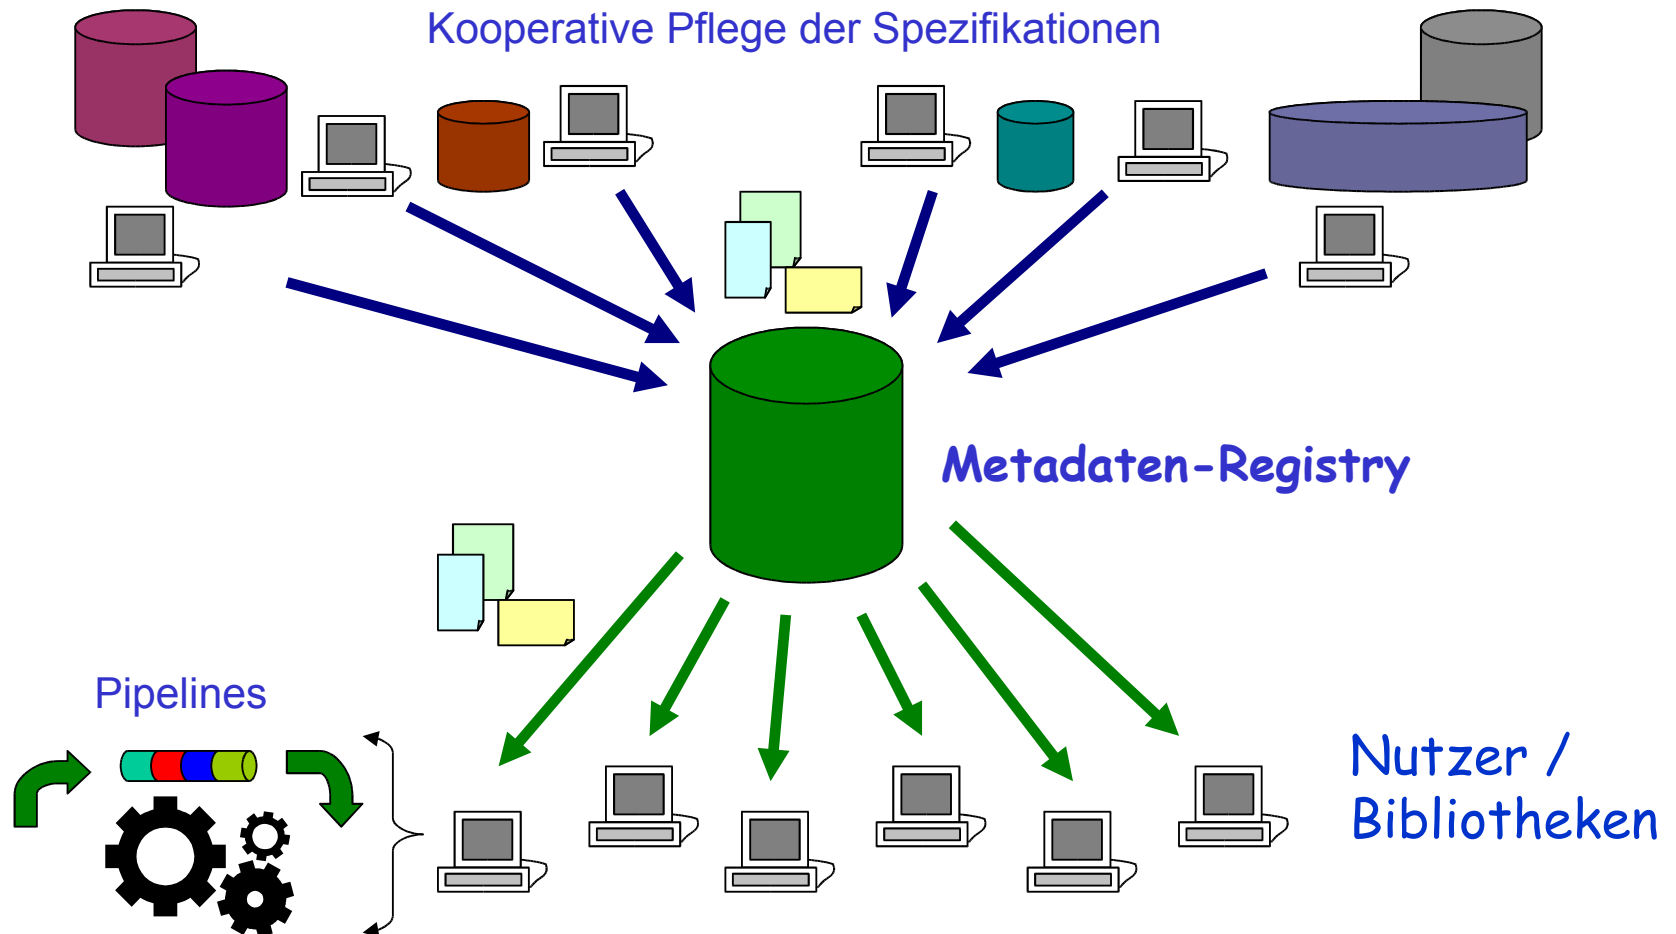 Kooperative Pflege der Spezifikationen
Metadaten-Registry
Pipelines
Nutzer /
Bibliotheken